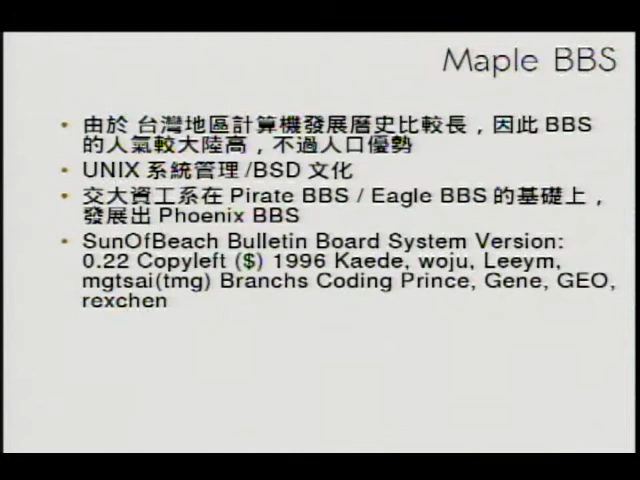 Maple BBS
• 由於 台灣地區計算機發展曆史比較長，因此 BBS
的人氣較大陸高，不過人口優勢
• UNIX 系統管理 /BSD 文化
• 交大資工系在 Pirate BBS / Eagle BBS 的基礎上，
發展出 Phoenix BBS
• SunOfBeach Bulletin Board System Version:
0.22 Copyleft ($) 1996 Kaede, woju, Leeym,
mgtsai(tmg) Branchs Coding Prince, Gene, GEO,
rexchen